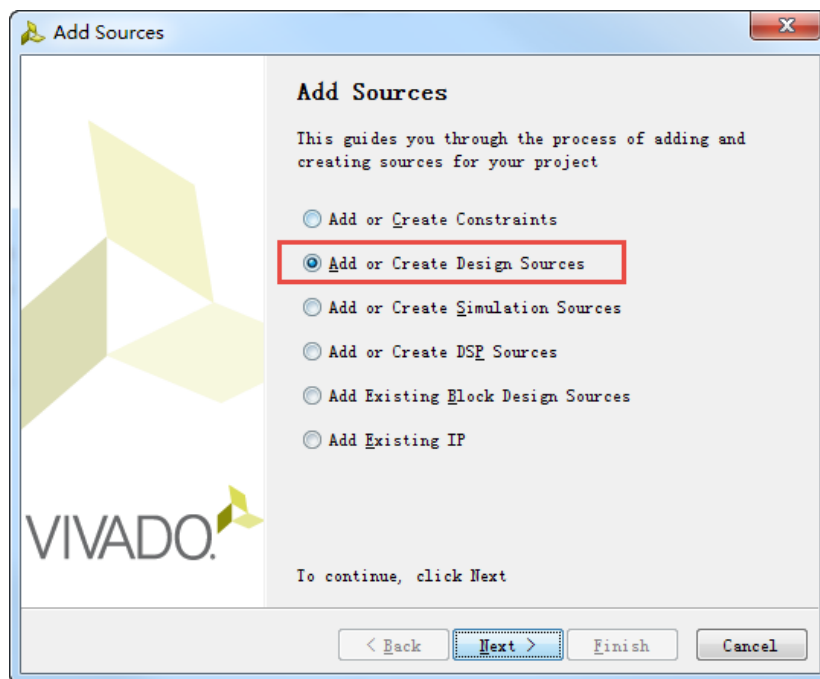 Add Sources
Add Sources
This guides you through the process of adding and
creating sources for your project
Add or Create Constraints
Add or Create Design Sources
Add or Create Simulation Sources
Add or Create DSP Sources
Add Existing Block Design Sources
Add Existing IP
VIVADO.
To continue, click Next
< Back
Next >
Finish
Cancel